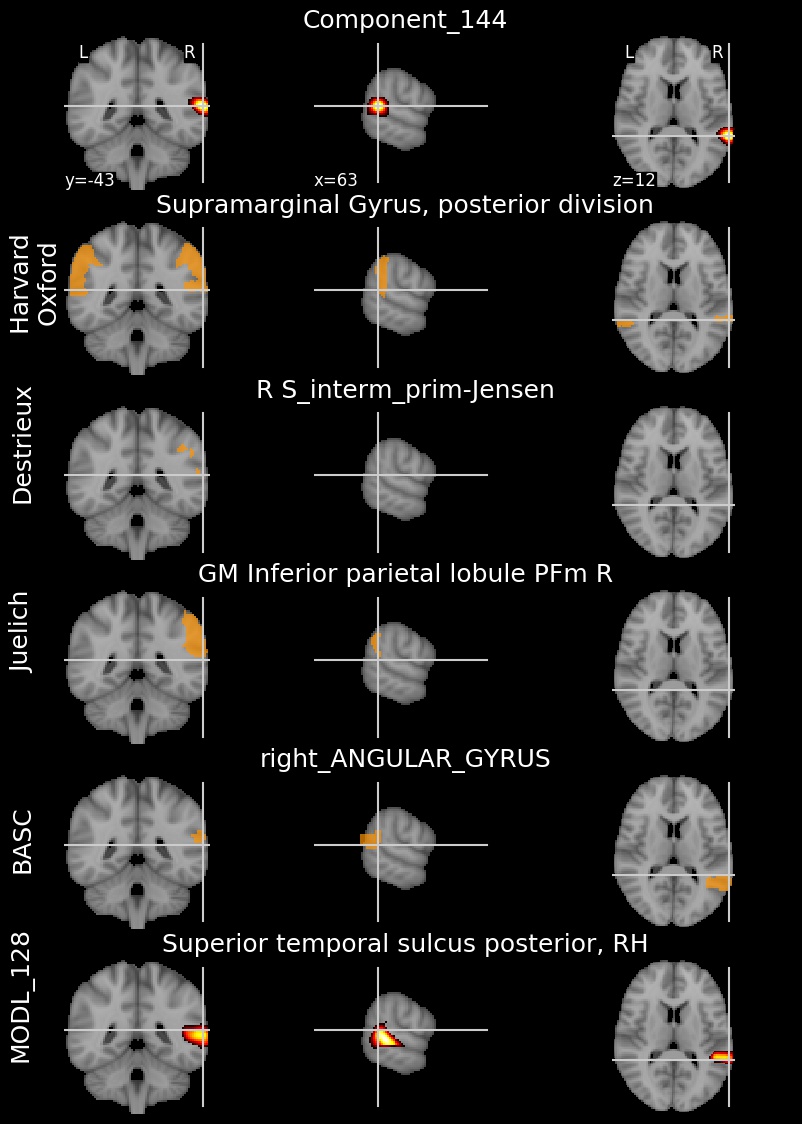 Component_144
L R
L R
y=-43
x=63
z=12
Supramarginal Gyrus, posterior division
Harvard
Oxford
R S_interm_prim-Jensen
Destrieux
GM Inferior parietal lobule PFm R
Juelich
right_ANGULAR_GYRUS
BASC
Superior temporal sulcus posterior, RH
MODL_128